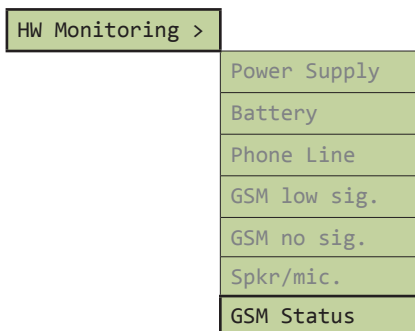 HW Monitoring >
Power Supply
Battery
Phone Line
GSM low sig.
GSM no sig.
Spkr/mic.
GSM Status